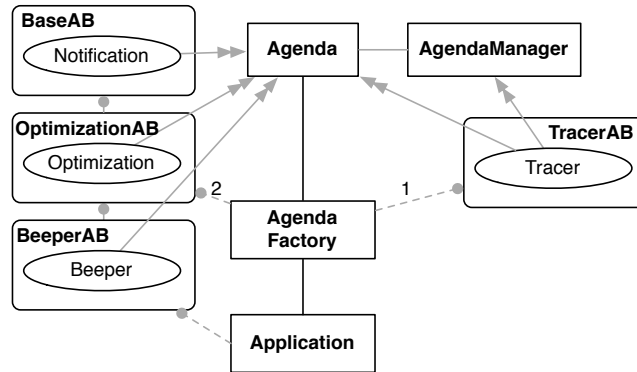 BaseAB
Notification
Agenda
AgendaManager
OptimizationAB
Optimization
TracerAB
Tracer
2
1
Agenda
Factory
BeeperAB
Beeper
Application